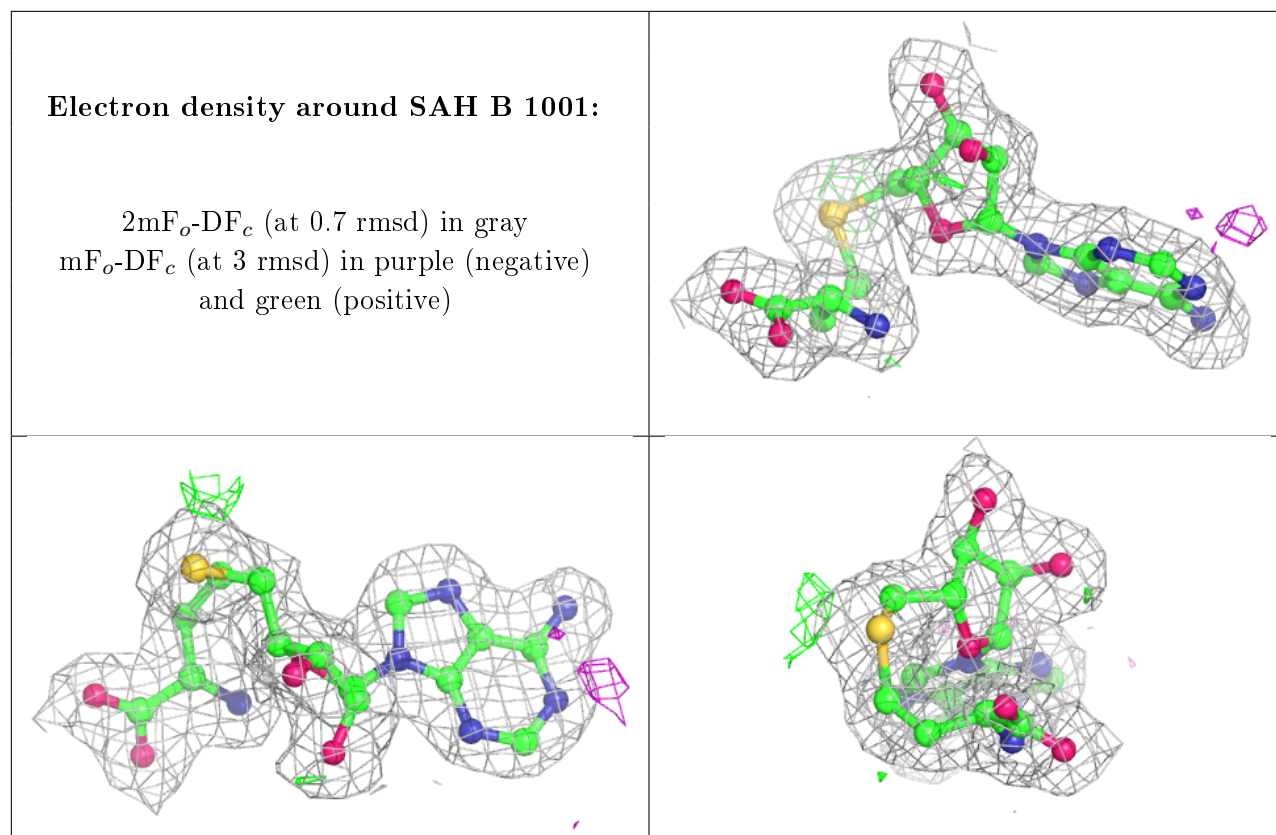 Electron density around SAH B 1001:
2mFo-DFc (at 0.7 rmsd) in gray
mFo-DFc (at 3 rmsd) in purple (negative)
and green (positive)